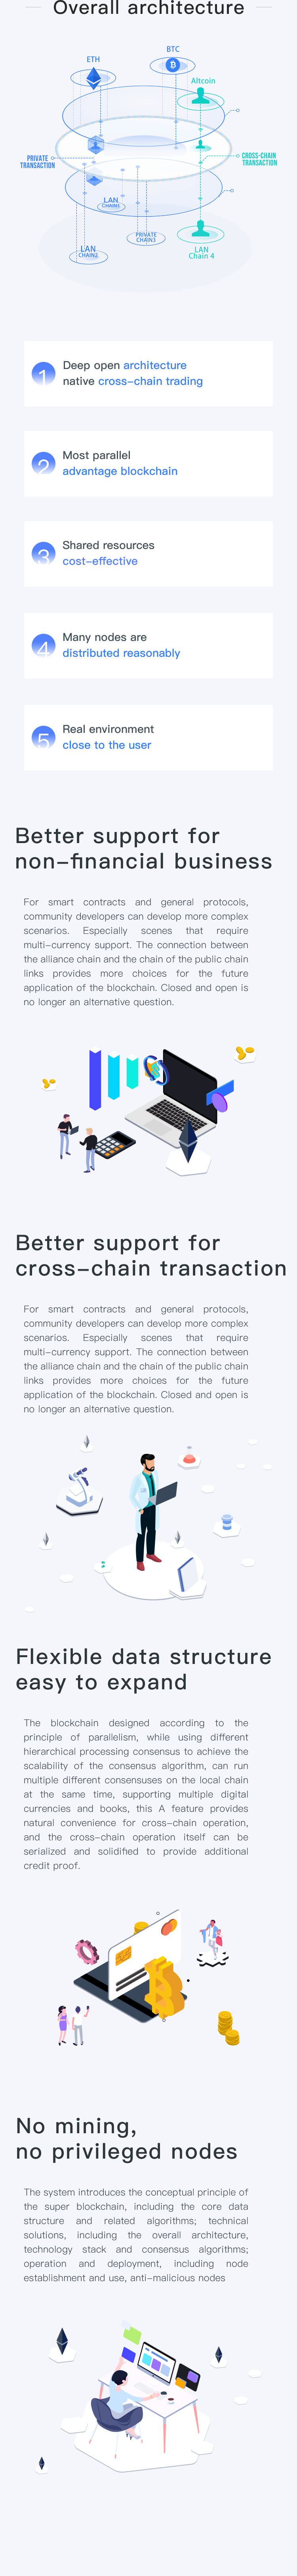 Overall architecture
BTC
ETH
Altcoin
PRIVATE
TRANSACTION
CROSS-CHAIN
TRANSACTION
LAN
CHAIN1
PRIVATE
CHAIN3
LAN
CHAIN2
LAN
Chain 4
1
Deep open architecture
native cross-chain trading
2
Most parallel
advantage blockchain
3
Shared resources
cost-effective
4
Many nodes are
distributed reasonably
5
Real environment
close to the user
Better support for
non-financial business
For smart contracts and general protocols,
community developers can develop more complex
scenarios. Especially scenes that require
multi-currency support. The connection between
the alliance chain and the chain of the public chain
links provides more choices for the future
application of the blockchain. Closed and open is
no longer an alternative question.
Better support for
cross-chain transaction
For smart contracts and general protocols,
community developers can develop more complex
scenarios. Especially scenes that require
multi-currency support. The connection between
the alliance chain and the chain of the public chain
links provides more choices for the future
application of the blockchain. Closed and open is
no longer an alternative question.
Flexible data structure
easy to expand
The blockchain designed according to the
principle of parallelism, while using different
hierarchical processing consensus to achieve the
scalability of the consensus algorithm, can run
multiple different consensuses on the local chain
at the same time, supporting multiple digital
currencies and books, this A feature provides
natural convenience for cross-chain operation,
and the cross-chain operation itself can be
serialized and solidified to provide additional
credit proof.
No mining,
no privileged nodes
The system introduces the conceptual principle of
the super blockchain, including the core data
structure and related algorithms; technical
solutions, including the overall architecture,
technology stack and consensus algorithms;
operation and deployment, including node
establishment and use, anti-malicious nodes